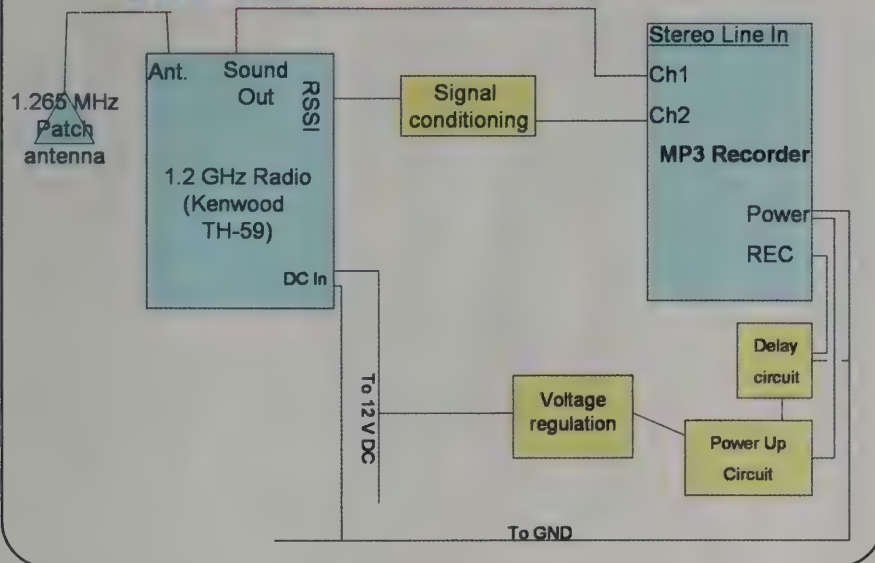 Stereo Line In
Ant.
Sound
Out
RSSI
Ch1
1.265 MHz
Patch
antenna
Signal
conditioning
Ch2
MP3 Recorder
1.2 GHz Radio
(Kenwood
TH-59)
Power
REC
DC In
Delay
circuit
To 12 V DC
Voltage
regulation
Power Up
Circuit
To GND